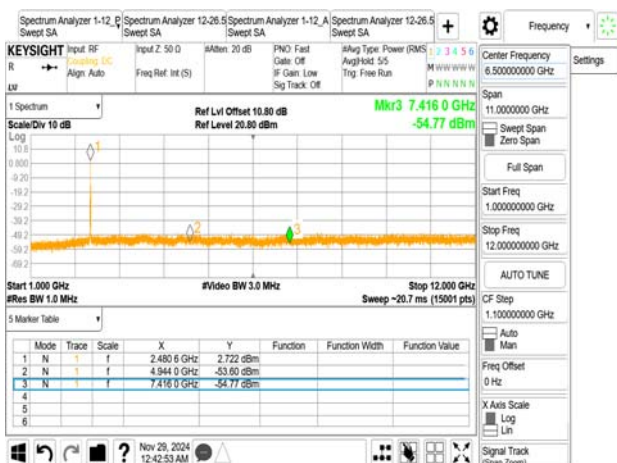 Spectrum Analyzer 1-12_P
Swept SA
Spectrum Analyzer 12-26.5
Swept SA
Spectrum Analyzer 1-12_A
Swept SA
Spectrum Analyzer 12-26.5
Swept SA
+
Frequency
KEYSIGHT
R
Input: RF
Coupling: DC
Align: Auto
Input Z: 50 Ω
Freq Ref: Int (S)
#Atten: 20 dB
PNO: Fast
Gate: Off
IF Gain: Low
Sig Track: Off
#Avg Type: Power (RMS)
Avg|Hold: 5/5
Trig: Free Run
1 2 3 4 5 6
M W W W W W
P N N N N N
1 Spectrum
Scale/Div 10 dB
Ref Lvl Offset 10.80 dB
Ref Level 20.80 dBm
Mkr3 7.416 0 GHz
-54.77 dBm
Log
10.8
0.800
-9.20
-19.2
-29.2
-39.2
-49.2
-59.2
-69.2
1
2
3
Start 1.000 GHz
#Res BW 1.0 MHz
#Video BW 3.0 MHz
Stop 12.000 GHz
Sweep ~20.7 ms (15001 pts)
5 Marker Table
Mode Trace Scale X Y Function Function Width Function Value
1 N 1 f 2.480 6 GHz 2.722 dBm
2 N 1 f 4.944 0 GHz -53.60 dBm
3 N 1 f 7.416 0 GHz -54.77 dBm
4
5
6
?
Nov 29, 2024
12:42:53 AM
Center Frequency
6.500000000 GHz
Settings
Span
11.0000000 GHz
Swept Span
Zero Span
Full Span
Start Freq
1.000000000 GHz
Stop Freq
12.000000000 GHz
AUTO TUNE
CF Step
1.100000000 GHz
Auto
Man
Freq Offset
0 Hz
X Axis Scale
Log
Lin
Signal Track
(Span Zoom)